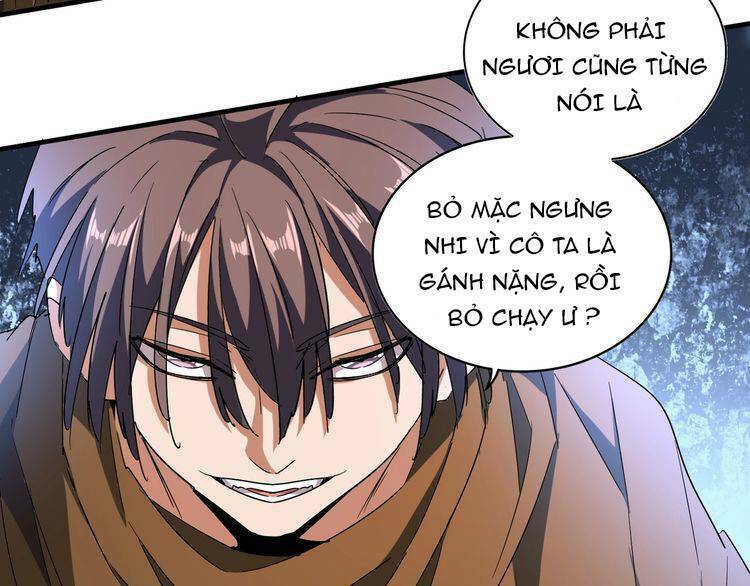 KHÔNG PHẢI
NGƯƠI CŨNG TỪNG
NÓI LÀ
BỎ MẶC NGƯNG
NHI VÌ CÔ TA LÀ
GÁNH NẶNG, RỒI
BỎ CHẠY Ư ?